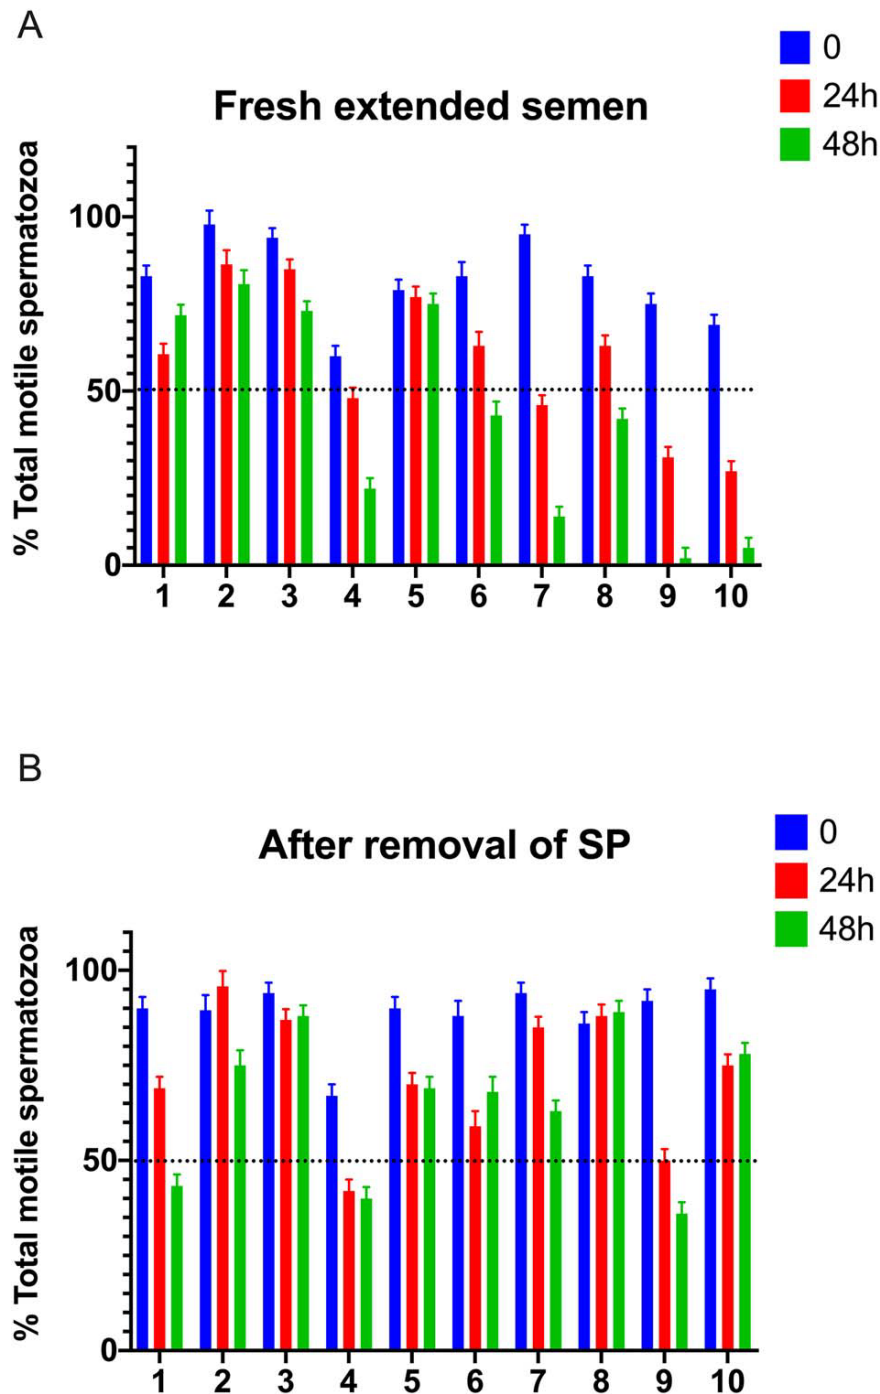 A
0
24h
48h
Fresh extended semen
% Total motile spermatozoa
100
50
0
1 2 3 4 5 6 7 8 9 10
B
0
24h
48h
After removal of SP
% Total motile spermatozoa
100
50
0
1 2 3 4 5 6 7 8 9 10